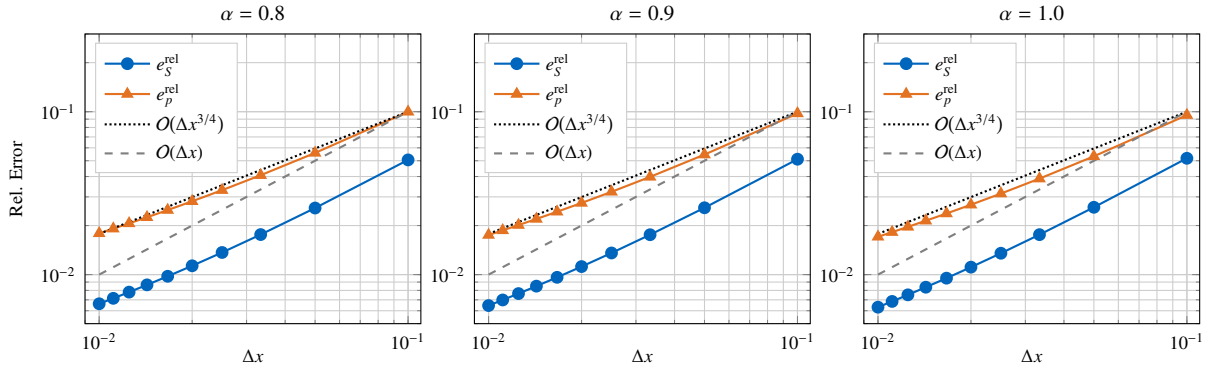 α = 0.8
α = 0.9
α = 1.0
Rel. Error
10⁻¹
10⁻²
e_S^rel
e_p^rel
O(Δx^{3/4})
O(Δx)
10⁻²
10⁻¹
Δx
10⁻¹
10⁻²
e_S^rel
e_p^rel
O(Δx^{3/4})
O(Δx)
10⁻²
10⁻¹
Δx
10⁻¹
10⁻²
e_S^rel
e_p^rel
O(Δx^{3/4})
O(Δx)
10⁻²
10⁻¹
Δx